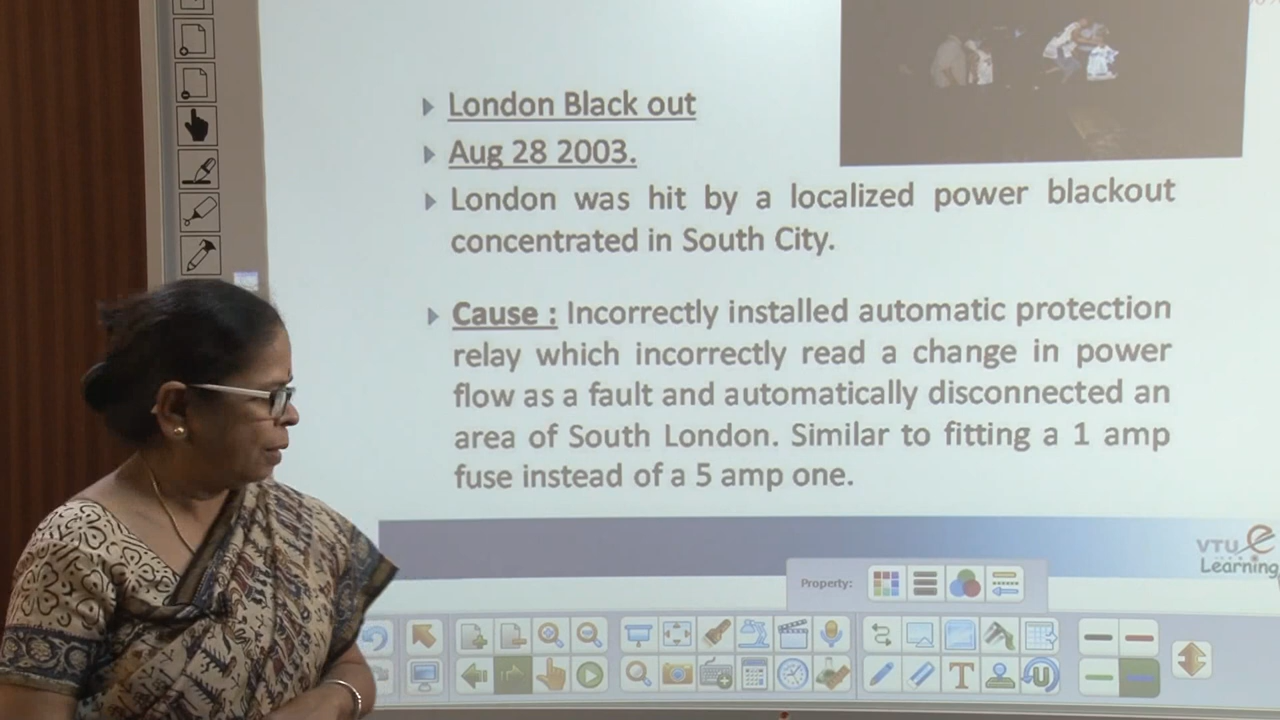 London Black out
Aug 28 2003.
London was hit by a localized power blackout
concentrated in South City.
Cause : Incorrectly installed automatic protection
relay which incorrectly read a change in power
flow as a fault and automatically disconnected an
area of South London. Similar to fitting a 1 amp
fuse instead of a 5 amp one.
VTU e
Learning
Property: